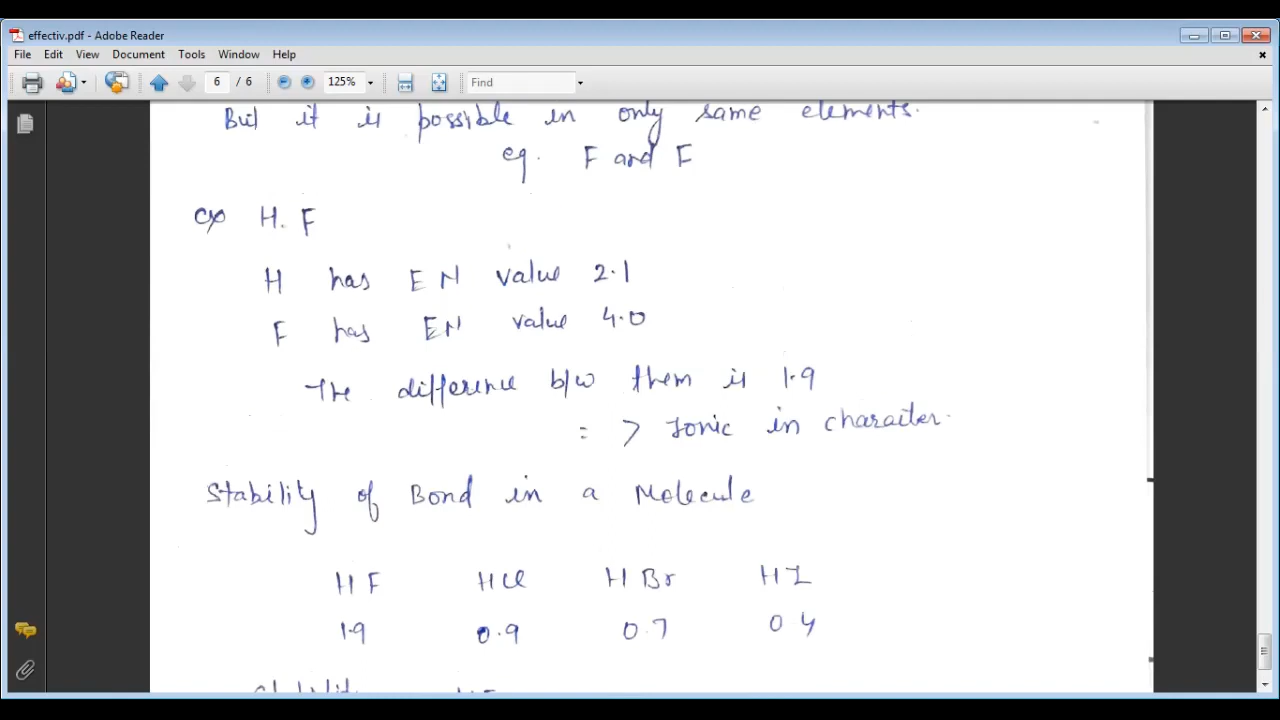 effectiv.pdf - Adobe Reader
File Edit View Document Tools Window Help
6 / 6 125% Find
But it is possible in only same elements.
eg. F and F
ex H. F
H has EN value 2.1
F has EN value 4.0
The difference b/w them is 1.9
= > Ionic in character.
Stability of Bond in a Molecule
HF HCl HBr HI
1.9 0.9 0.7 0.4